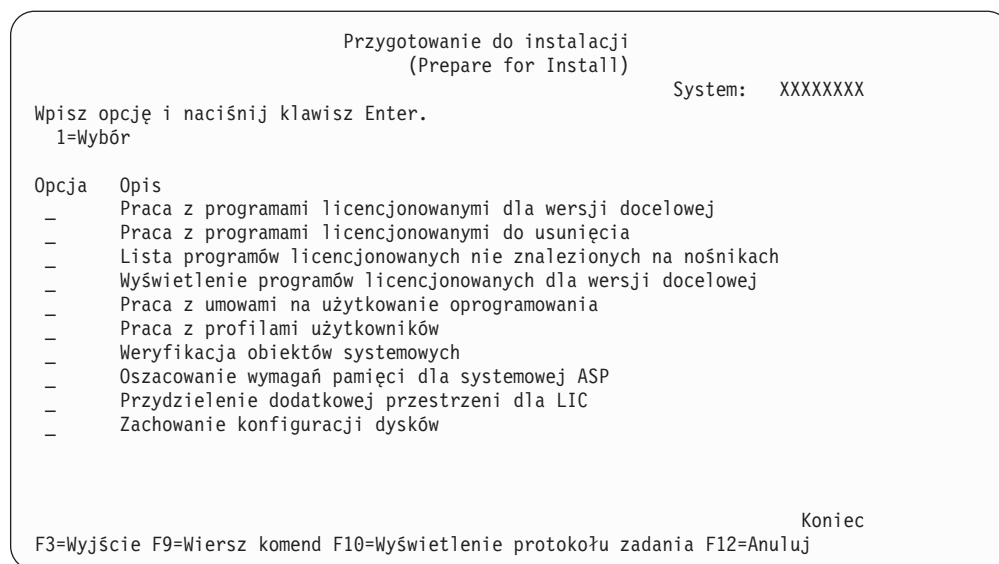 Przygotowanie do instalacji
(Prepare for Install)
System: XXXXXXXX
Wpisz opcję i naciśnij klawisz Enter.
1=Wybór
Opcja Opis
_ Praca z programami licencjonowanymi dla wersji docelowej
_ Praca z programami licencjonowanymi do usunięcia
_ Lista programów licencjonowanych nie znalezionych na nośnikach
_ Wyświetlenie programów licencjonowanych dla wersji docelowej
_ Praca z umowami na użytkowanie oprogramowania
_ Praca z profilami użytkowników
_ Weryfikacja obiektów systemowych
_ Oszacowanie wymagań pamięci dla systemowej ASP
_ Przydzielenie dodatkowej przestrzeni dla LIC
_ Zachowanie konfiguracji dysków
Koniec
F3=Wyjście F9=Wiersz komend F10=Wyświetlenie protokołu zadania F12=Anuluj